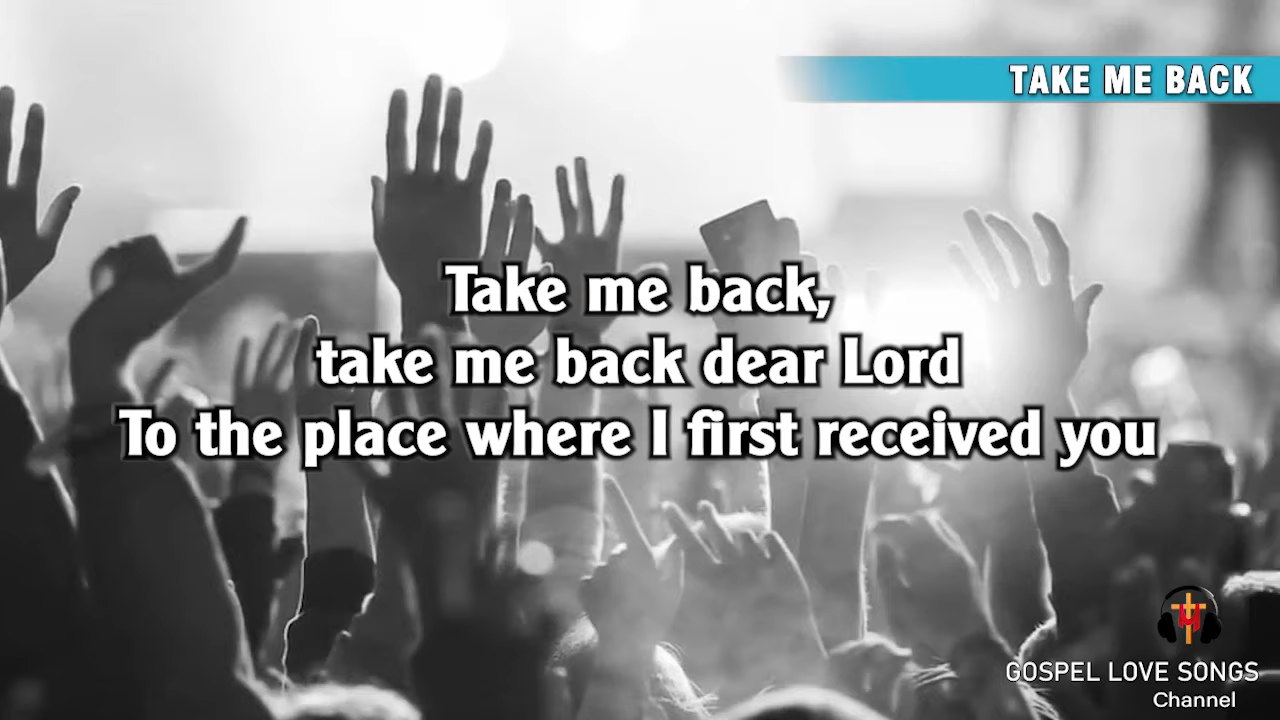 TAKE ME BACK
Take me back,
take me back dear Lord
To the place where I first received you
GOSPEL LOVE SONGS
Channel